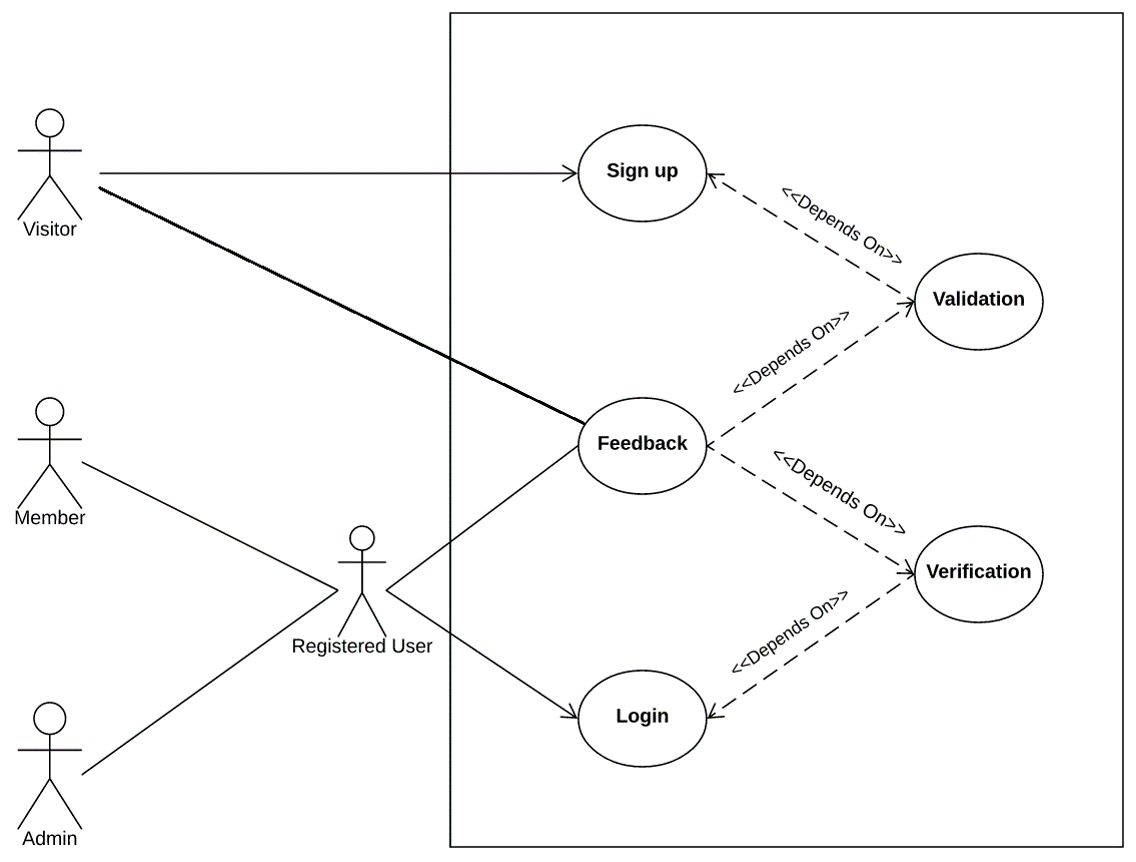 Sign up
<<Depends On>>
Visitor
Validation
<<Depends On>>
Feedback
<<Depends On>>
Member
Verification
<<Depends On>>
Registered User
Login
Admin